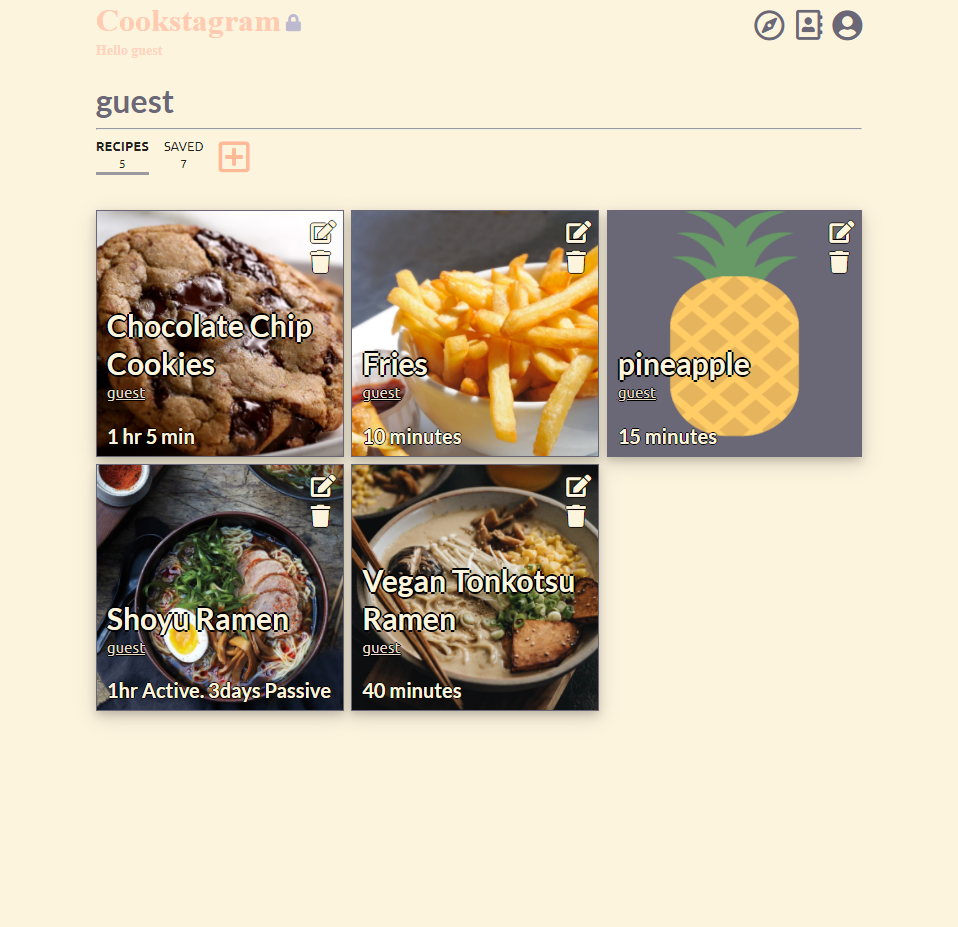 Cookstagram
Hello guest
guest
RECIPES SAVED
5 7
Chocolate Chip
Cookies
guest
1 hr 5 min
Fries
guest
10 minutes
pineapple
guest
15 minutes
Shoyu Ramen
guest
1hr Active. 3days Passive
Vegan Tonkotsu
Ramen
guest
40 minutes